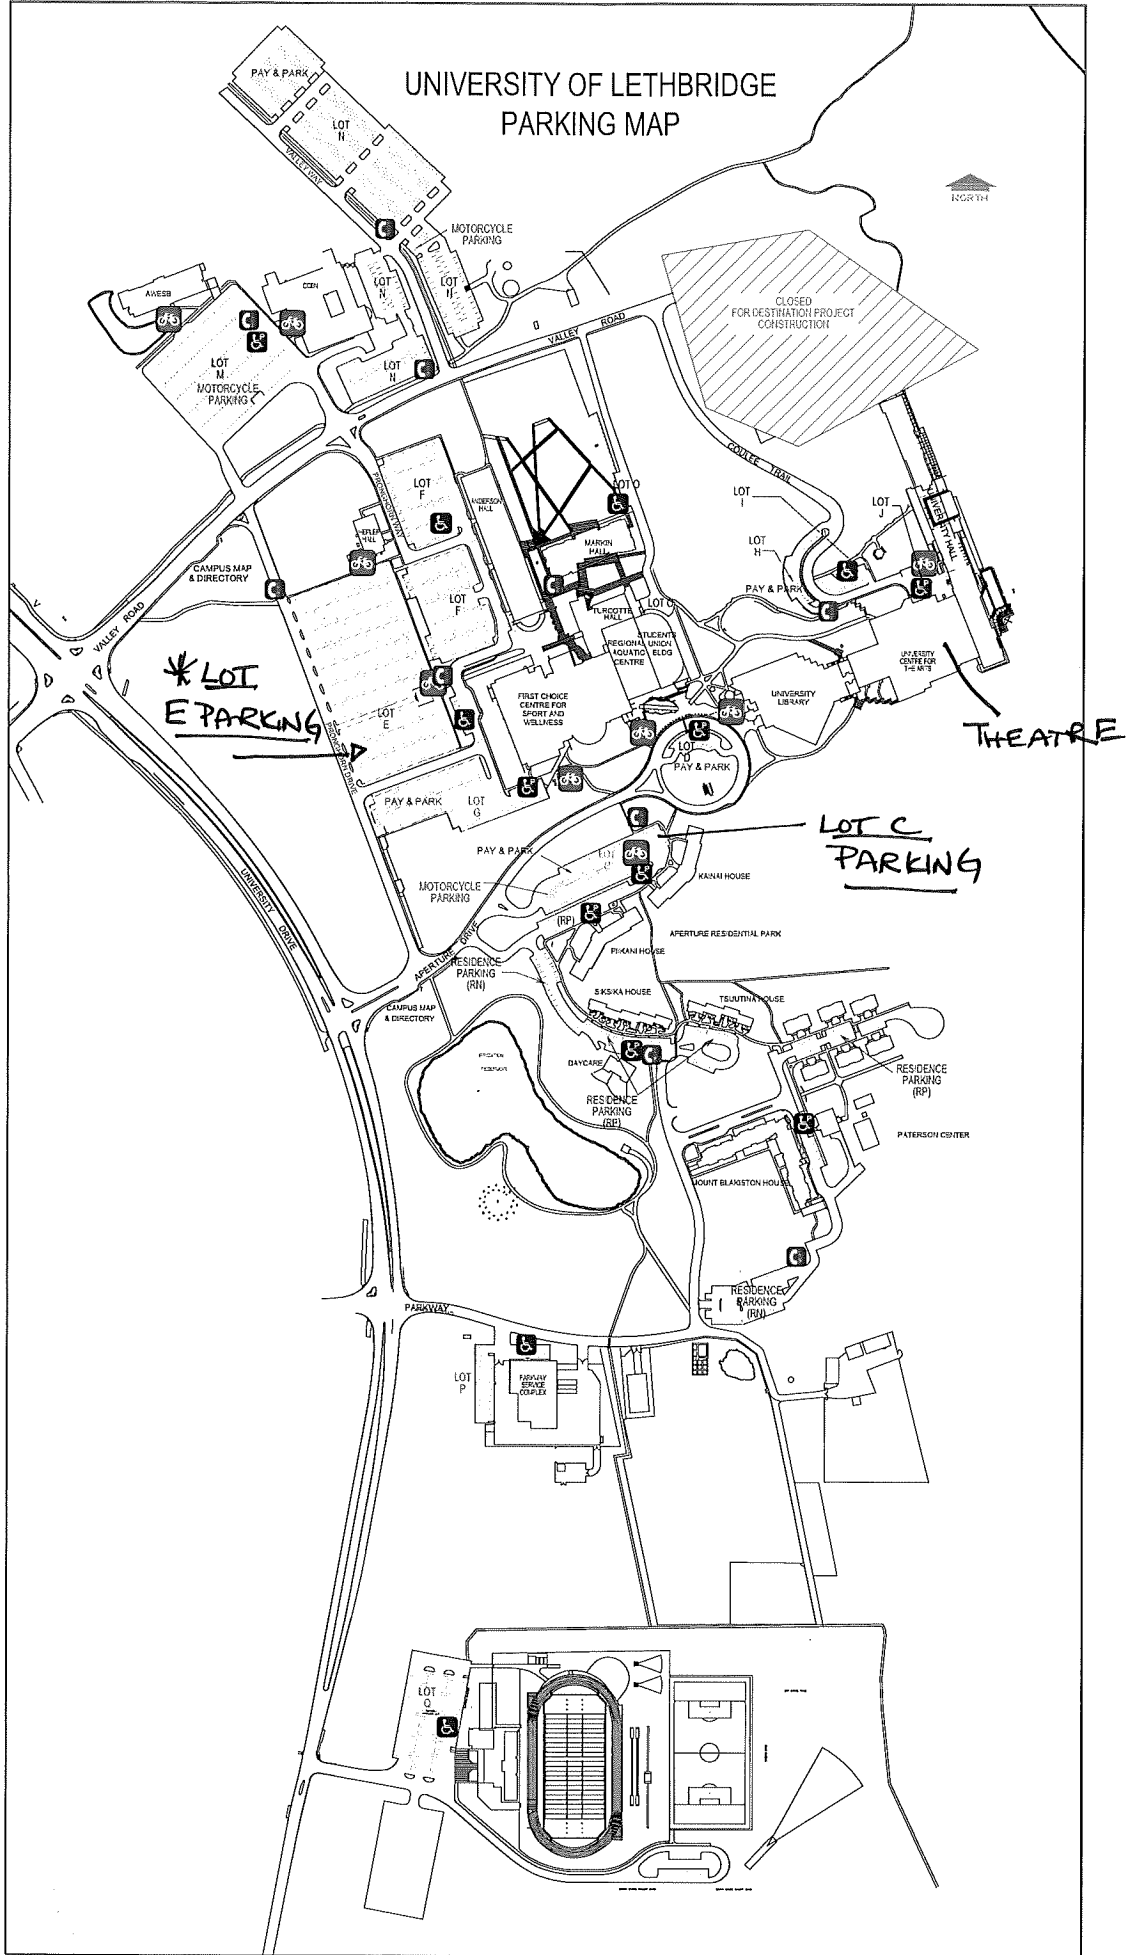 UNIVERSITY OF LETHBRIDGE
PARKING MAP
NORTH
PAY & PARK
LOT
N
VALLEY WAY
MOTORCYCLE
PARKING
LOT
N
LOT
N
LOT
N
AWESB
LOT
M
MOTORCYCLE
PARKING
CLOSED
FOR DESTINATION PROJECT
CONSTRUCTION
VALLEY ROAD
COULEE TRAIL
PRONGHORN WAY
LOT
F
ANDERSON
HALL
LOT O
MARKIN
HALL
LOT
I
LOT
J
LOT
H
PAY & PARK
UNIVERSITY HALL
CAMPUS MAP
& DIRECTORY
VALLEY ROAD
LOT
F
TURCOTTE
HALL
LOT O
REGIONAL
AQUATIC
CENTRE
STUDENTS
UNION
BLDG
UNIVERSITY
CENTRE FOR
THE ARTS
UNIVERSITY
LIBRARY
FIRST CHOICE
CENTRE FOR
SPORT AND
WELLNESS
* LOT
E PARKING
LOT
E
PRONGHORN DRIVE
THEATRE
LOT
D
PAY & PARK
PAY & PARK
LOT
G
LOT C
PARKING
PAY & PARK
MOTORCYCLE
PARKING
KAINAI HOUSE
(RP)
PIIKANI HOUSE
APERTURE RESIDENTIAL PARK
UNIVERSITY DRIVE
APERTURE DRIVE
RESIDENCE
PARKING
(RN)
CAMPUS MAP
& DIRECTORY
SIKSIKA HOUSE
TSUUTINA HOUSE
DAYCARE
RESIDENCE
PARKING
(RP)
RESIDENCE
PARKING
(RP)
PATERSON CENTER
MOUNT BLAKISTON HOUSE
RESIDENCE
PARKING
(RN)
PARKWAY
LOT
P
PARKWAY
SERVICE
COMPLEX
LOT
Q